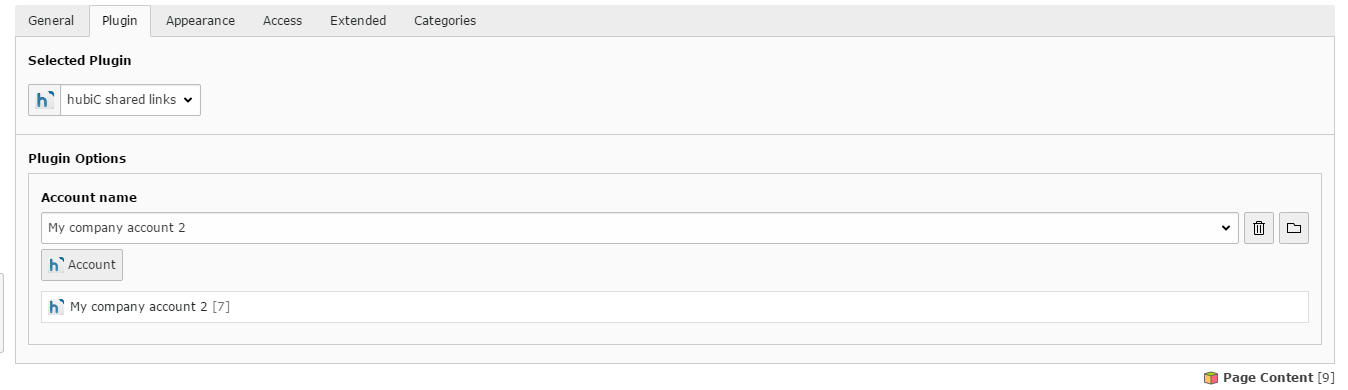 General Plugin Appearance Access Extended Categories
Selected Plugin
hubiC shared links
Plugin Options
Account name
My company account 2
Account
My company account 2 [7]
Page Content [9]